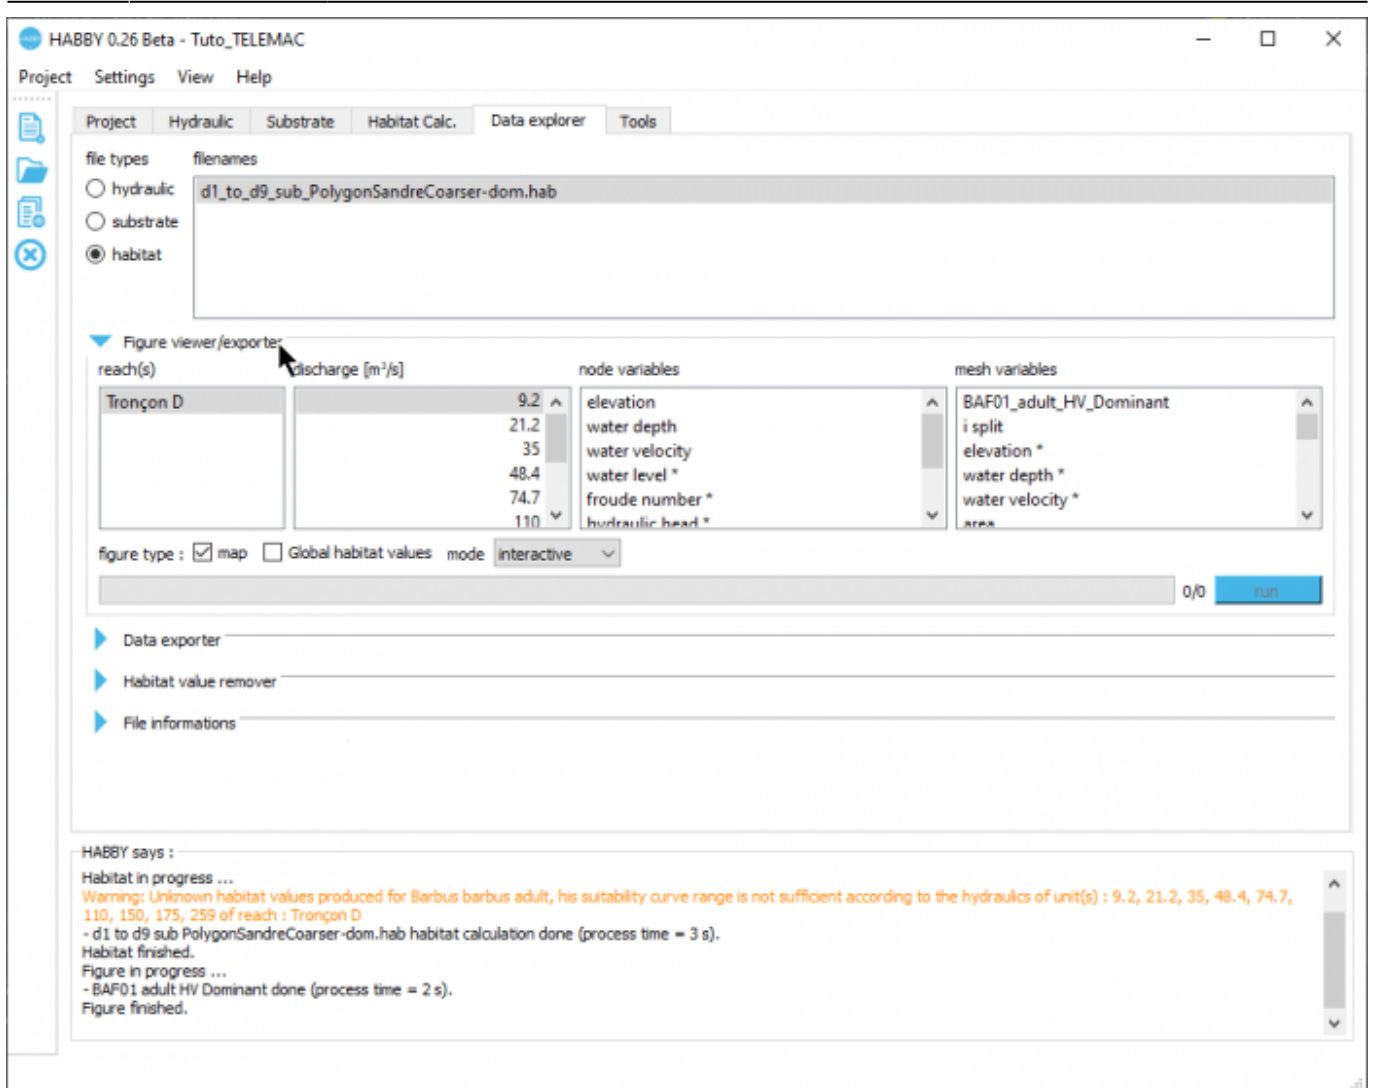 HABBY 0.26 Beta - Tuto_TELEMAC
Project Settings View Help
Project Hydraulic Substrate Habitat Calc. Data explorer Tools
file types filenames
hydraulic d1_to_d9_sub_PolygonSandreCoarser-dom.hab
substrate
habitat
Figure viewer/exporter
reach(s) discharge [m³/s] node variables mesh variables
Tronçon D 9.2 elevation BAF01_adult_HV_Dominant
21.2 water depth i split
35 water velocity elevation *
48.4 water level * water depth *
74.7 froude number * water velocity *
110 hydraulic head * area
figure type : map Global habitat values mode interactive
0/0 run
Data exporter
Habitat value remover
File informations
HABBY says :
Habitat in progress ...
Warning: Unknown habitat values produced for Barbus barbus adult, his suitability curve range is not sufficient according to the hydraulics of unit(s) : 9.2, 21.2, 35, 48.4, 74.7,
110, 150, 175, 259 of reach : Tronçon D
- d1 to d9 sub PolygonSandreCoarser-dom.hab habitat calculation done (process time = 3 s).
Habitat finished.
Figure in progress ...
- BAF01 adult HV Dominant done (process time = 2 s).
Figure finished.